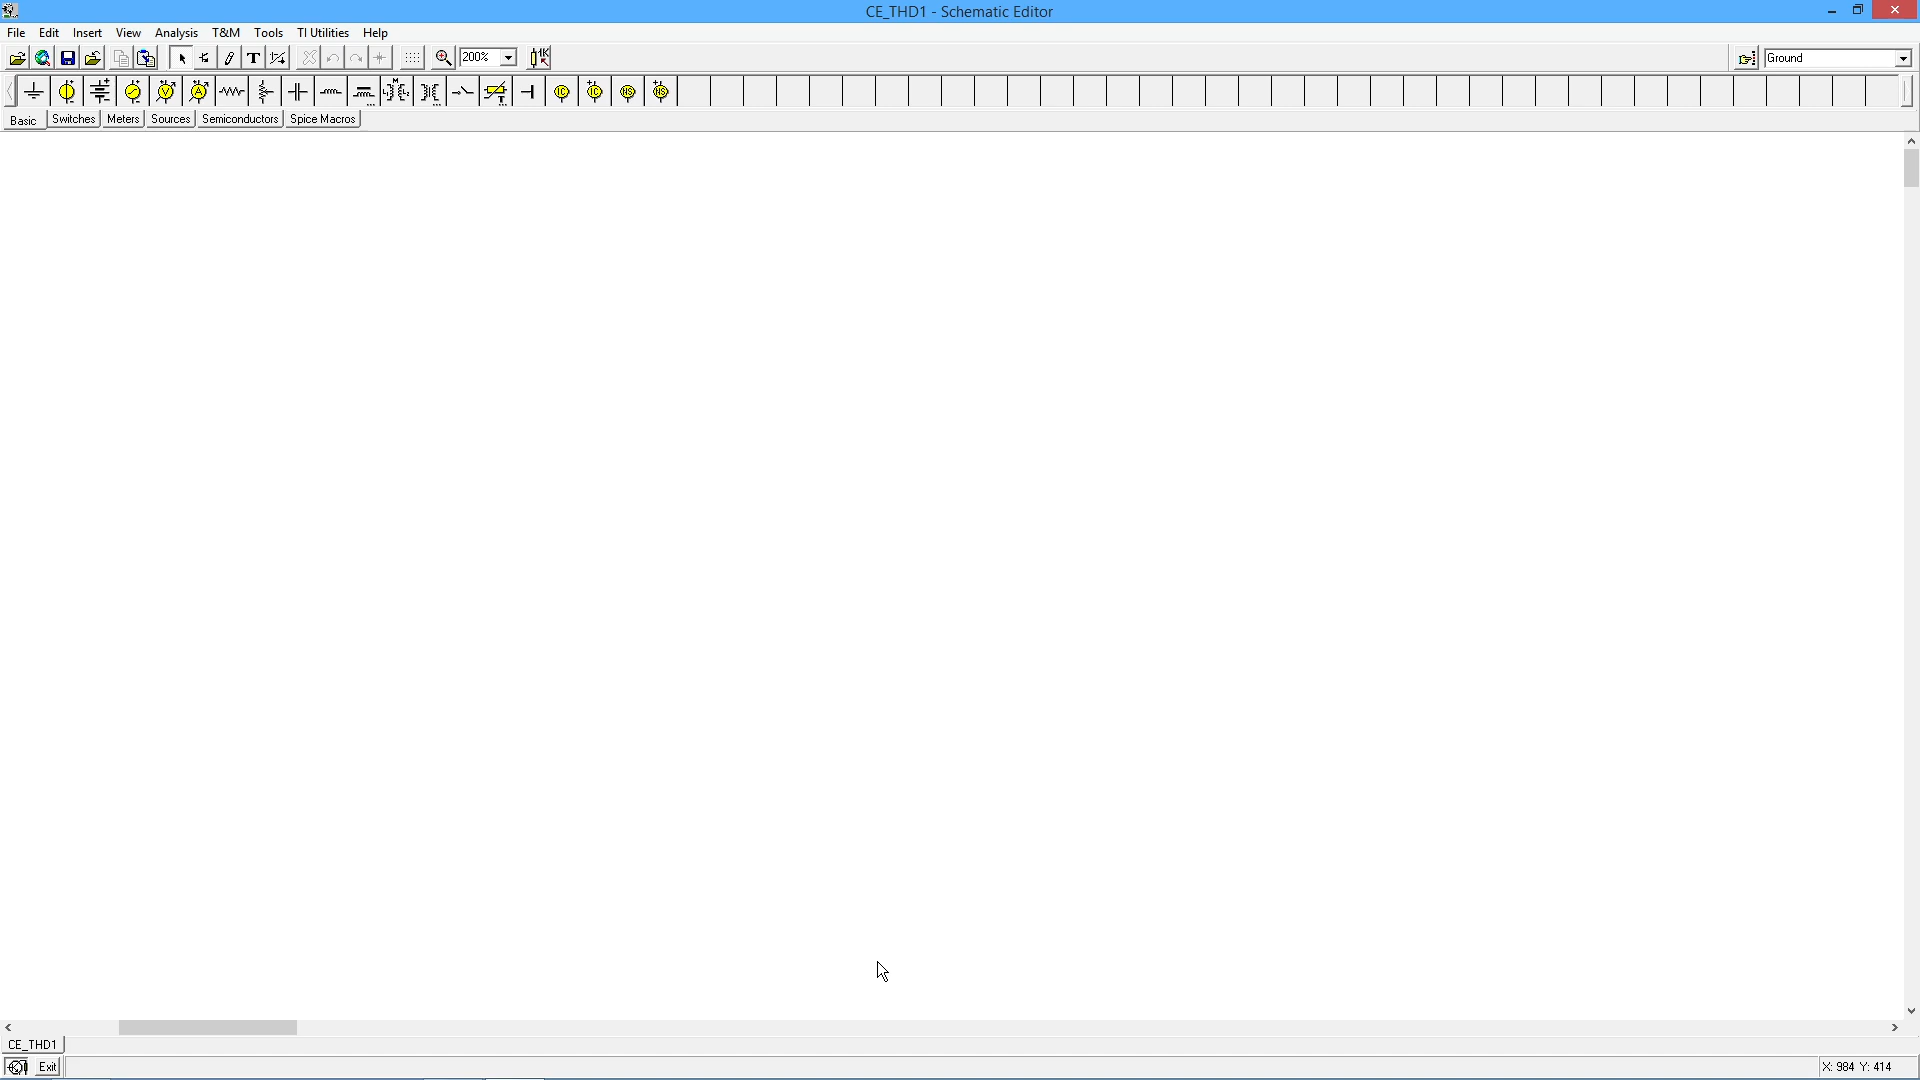 CE_THD1 - Schematic Editor
File Edit Insert View Analysis T&M Tools TI Utilities Help
200% 1K Ground
Basic Switches Meters Sources Semiconductors Spice Macros
CE_THD1
Exit X: 984 Y: 414